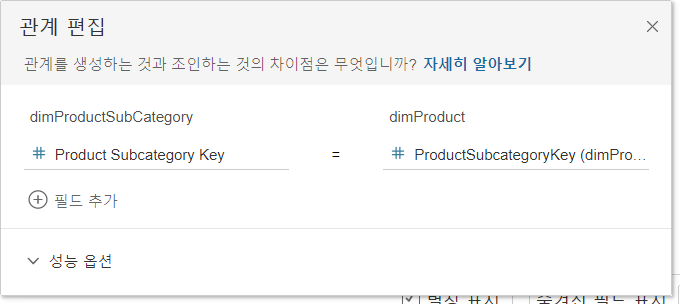 관계 편집
관계를 생성하는 것과 조인하는 것의 차이점은 무엇입니까? 자세히 알아보기
dimProductSubCategory dimProduct
Product Subcategory Key = ProductSubcategoryKey (dimPro...
필드 추가
성능 옵션